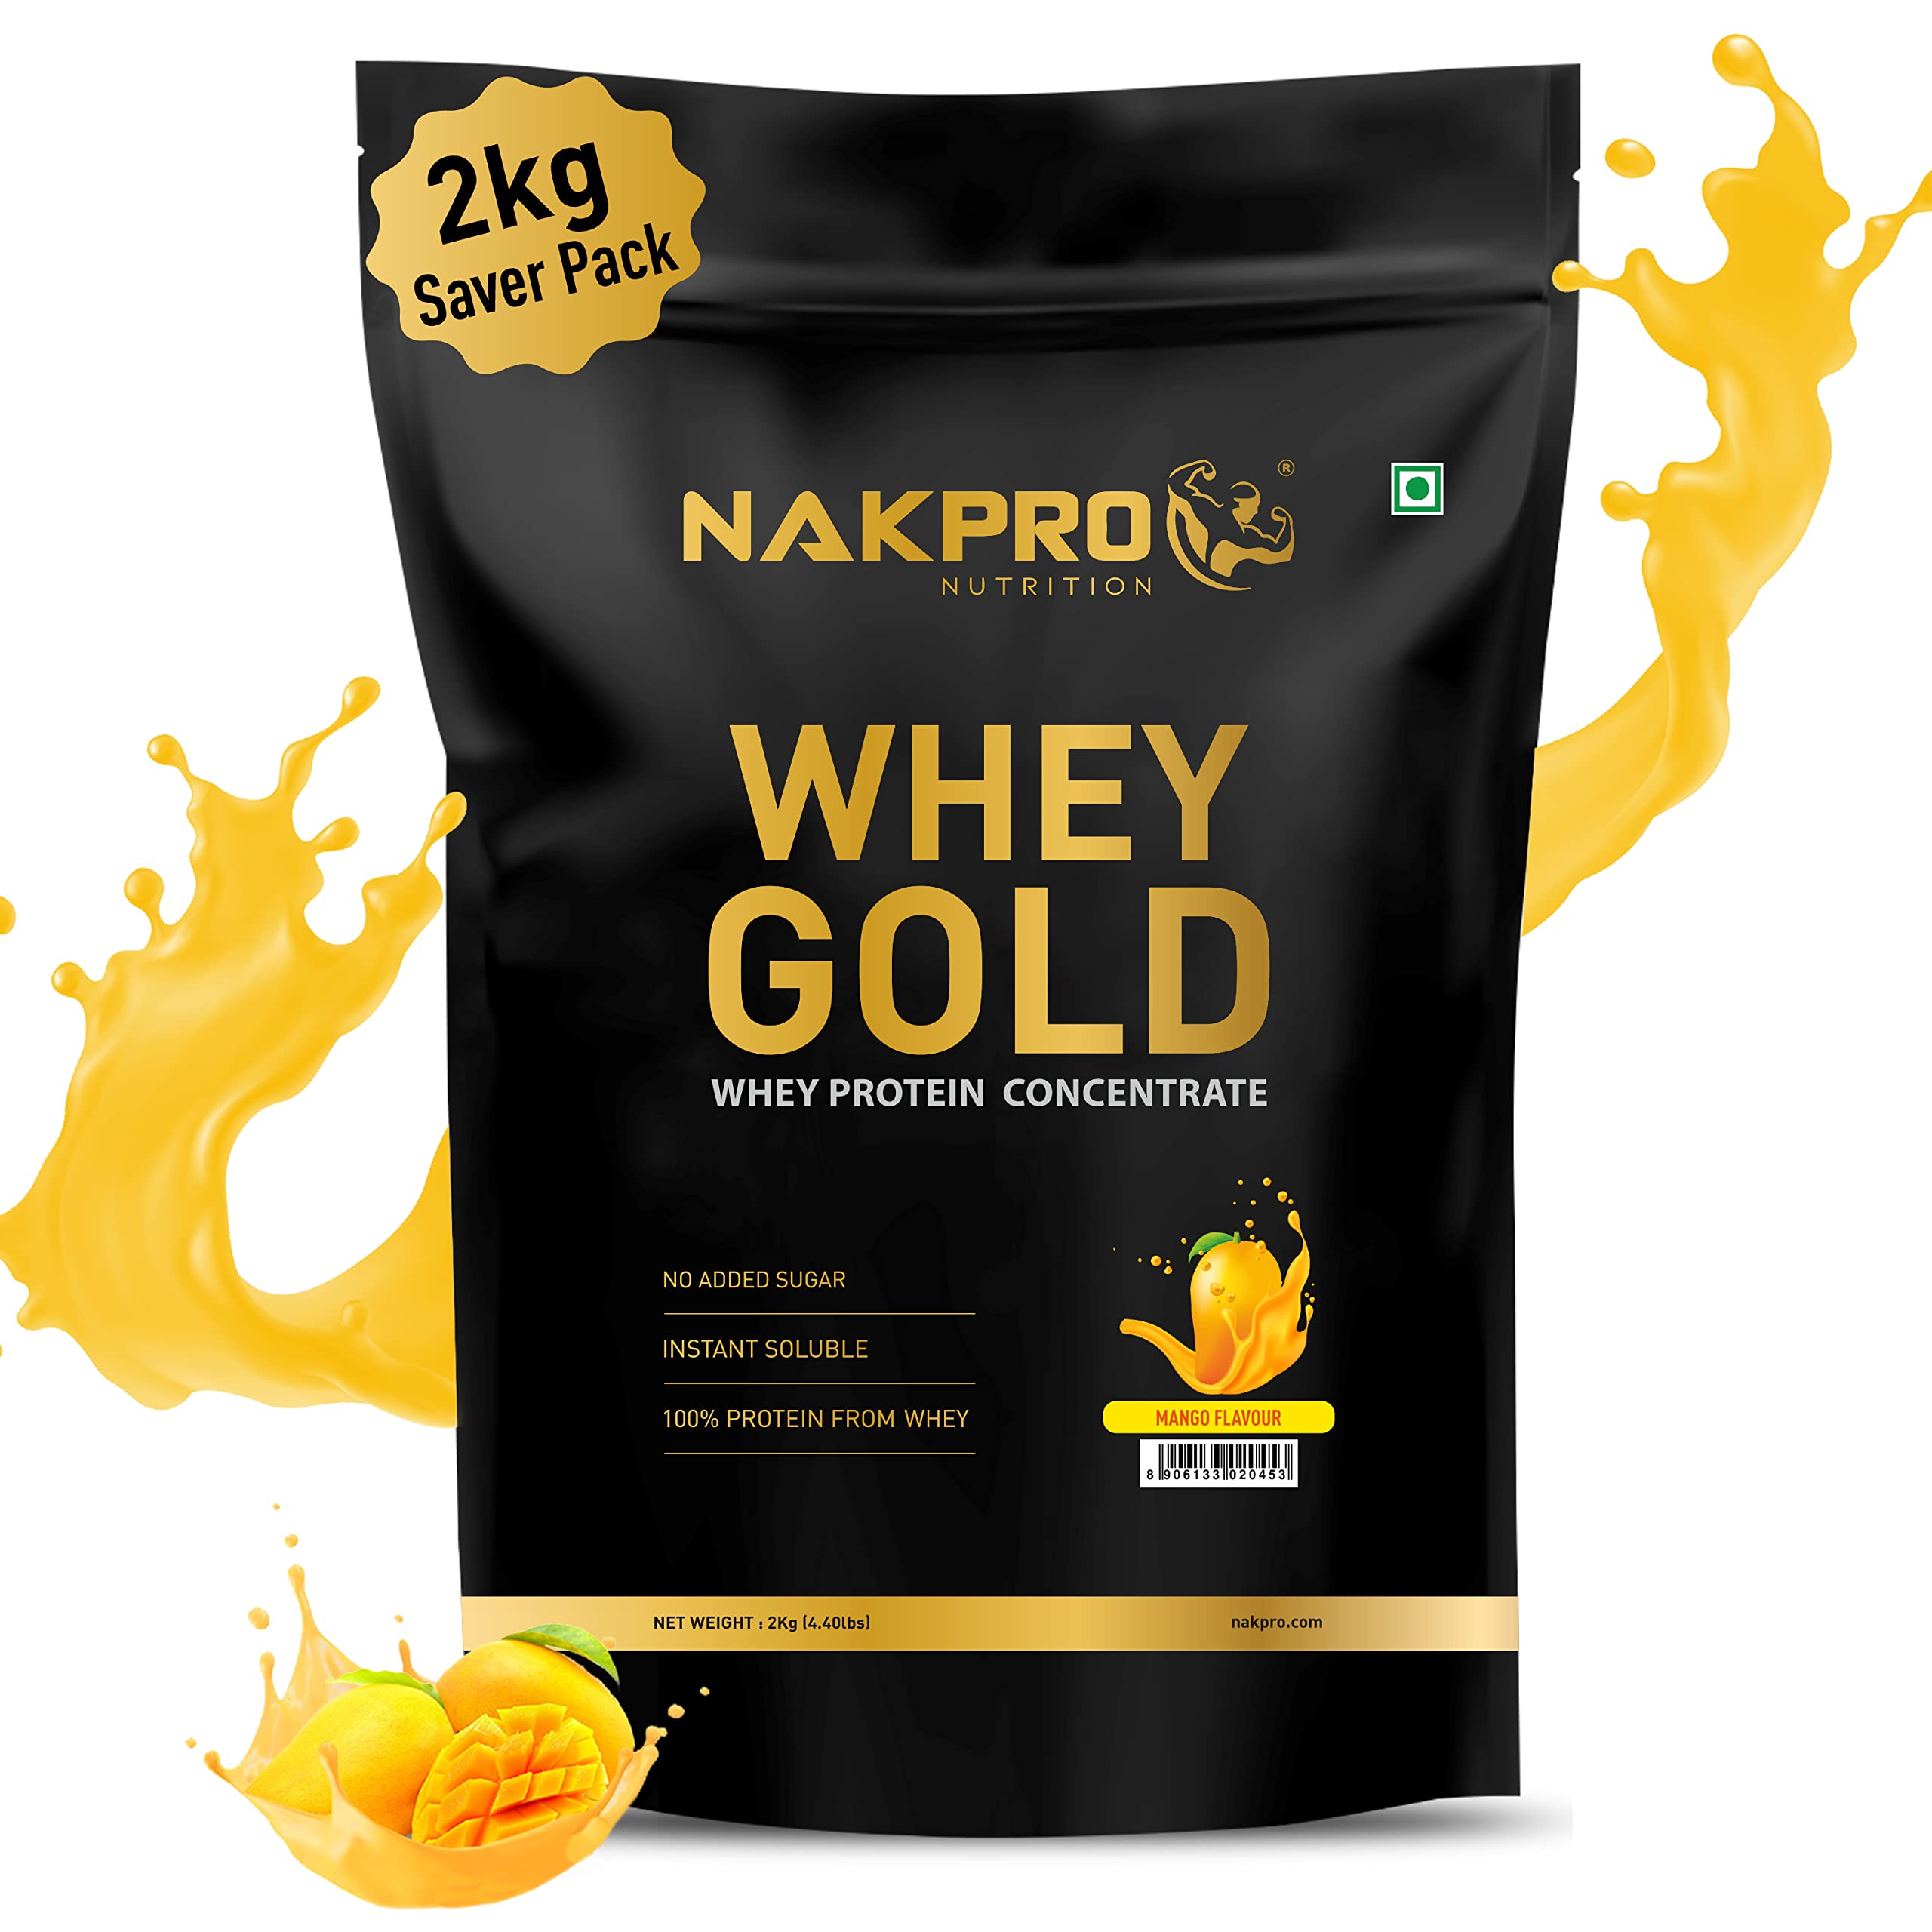 2kg
Saver Pack
NAKPRO ®
NUTRITION
WHEY
GOLD
WHEY PROTEIN CONCENTRATE
NO ADDED SUGAR
INSTANT SOLUBLE
100% PROTEIN FROM WHEY
MANGO FLAVOUR
8 906133 020453
NET WEIGHT : 2Kg (4.40lbs)
nakpro.com